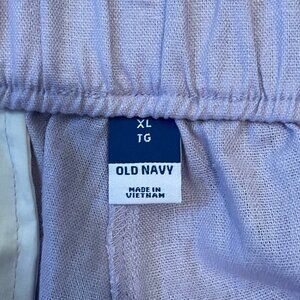 XL
TG
OLD NAVY
MADE IN
VIETNAM